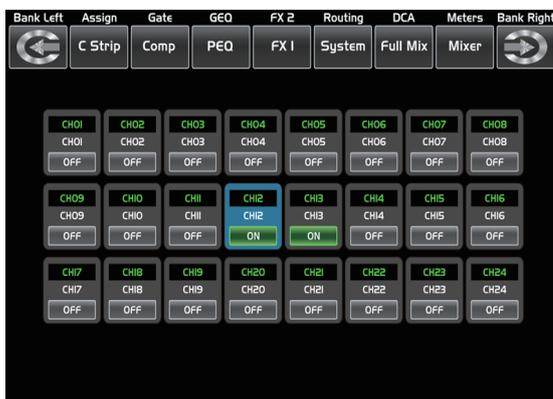 Bank Left Assign Gate GEQ FX 2 Routing DCA Meters Bank Right
C Strip Comp PEQ FX 1 System Full Mix Mixer
CH01 CH02 CH03 CH04 CH05 CH06 CH07 CH08
CH01 CH02 CH03 CH04 CH05 CH06 CH07 CH08
OFF OFF OFF OFF OFF OFF OFF OFF
CH09 CH10 CH11 CH12 CH13 CH14 CH15 CH16
CH09 CH10 CH11 CH12 CH13 CH14 CH15 CH16
OFF OFF OFF ON ON OFF OFF OFF
CH17 CH18 CH19 CH20 CH21 CH22 CH23 CH24
CH17 CH18 CH19 CH20 CH21 CH22 CH23 CH24
OFF OFF OFF OFF OFF OFF OFF OFF